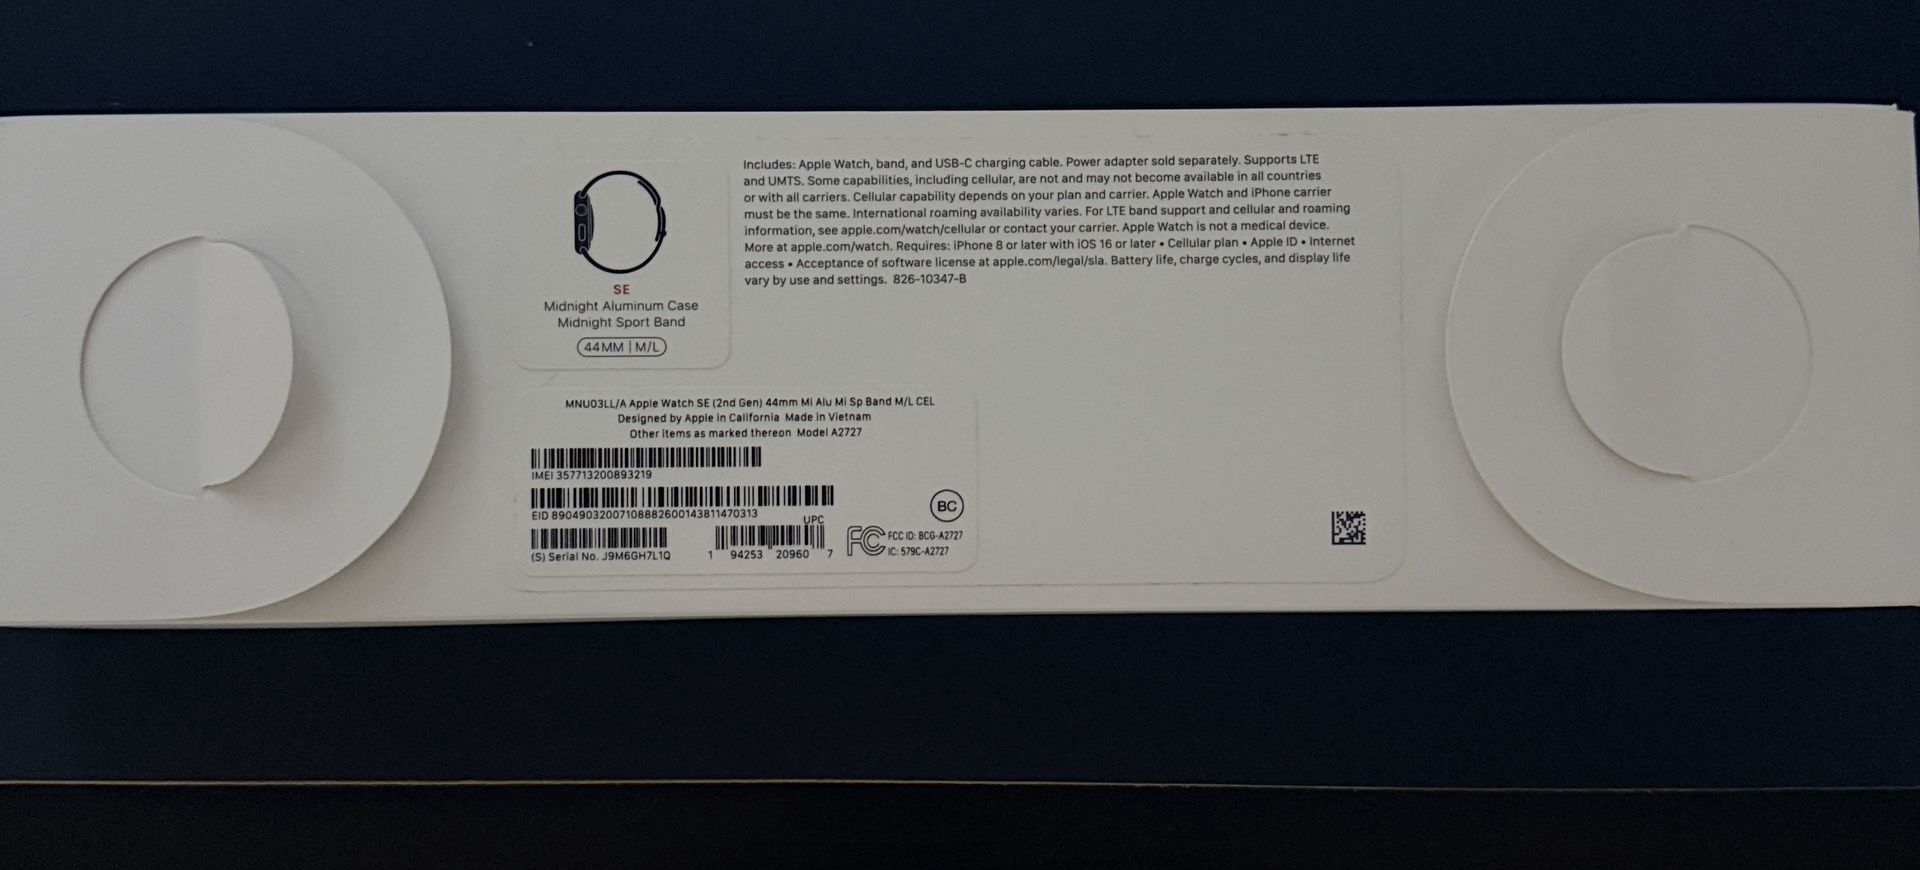 SE
Midnight Aluminum Case
Midnight Sport Band
44MM | M/L
Includes: Apple Watch, band, and USB-C charging cable. Power adapter sold separately. Supports LTE
and UMTS. Some capabilities, including cellular, are not and may not become available in all countries
or with all carriers. Cellular capability depends on your plan and carrier. Apple Watch and iPhone carrier
must be the same. International roaming availability varies. For LTE band support and cellular and roaming
information, see apple.com/watch/cellular or contact your carrier. Apple Watch is not a medical device.
More at apple.com/watch. Requires: iPhone 8 or later with iOS 16 or later • Cellular plan • Apple ID • Internet
access • Acceptance of software license at apple.com/legal/sla. Battery life, charge cycles, and display life
vary by use and settings. 826-10347-B
MNU03LL/A Apple Watch SE (2nd Gen) 44mm Mi Alu Mi Sp Band M/L CEL
Designed by Apple in California Made in Vietnam
Other items as marked thereon Model A2727
IMEI 357713200893219
EID 89049032007108882600143811470313
UPC
(S) Serial No. J9M6GH7L1Q
1 94253 20960 7
BC
FC
FCC ID: BCG-A2727
IC: 579C-A2727